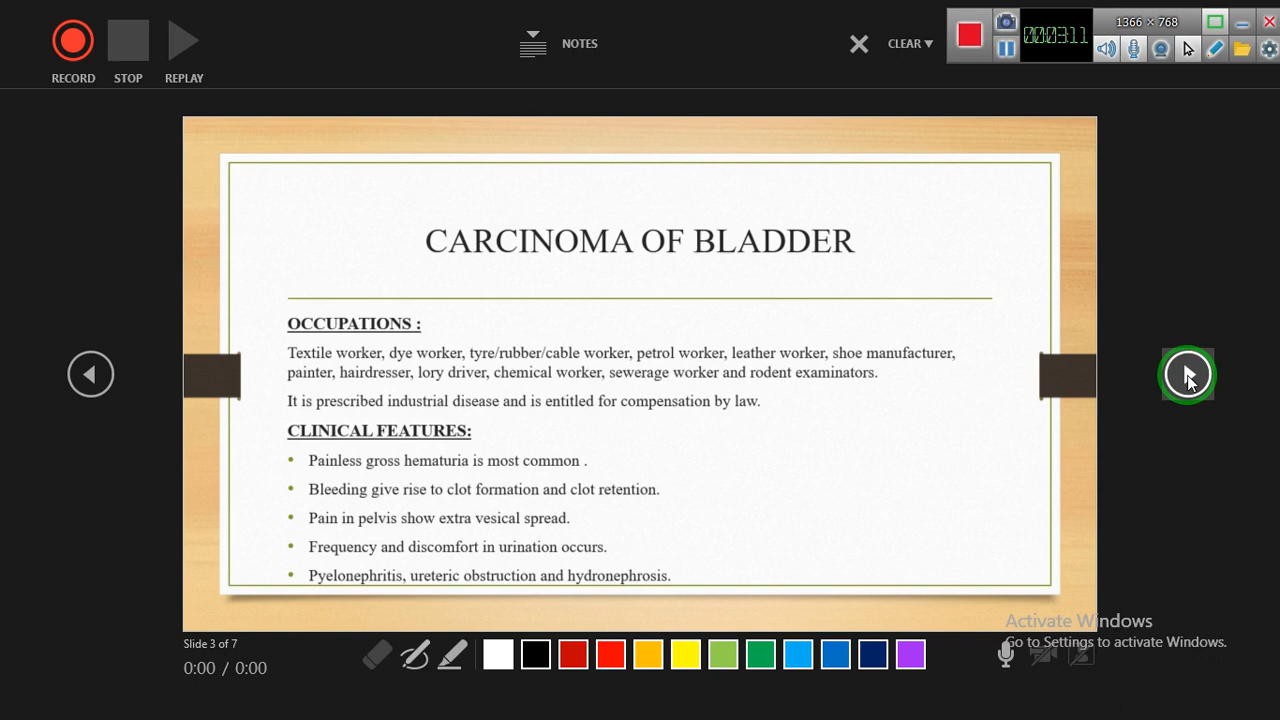 RECORD
STOP
REPLAY
NOTES
CLEAR
00:03:11
1366 × 768
CARCINOMA OF BLADDER
OCCUPATIONS :
Textile worker, dye worker, tyre/rubber/cable worker, petrol worker, leather worker, shoe manufacturer,
painter, hairdresser, lory driver, chemical worker, sewerage worker and rodent examinators.
It is prescribed industrial disease and is entitled for compensation by law.
CLINICAL FEATURES:
• Painless gross hematuria is most common .
• Bleeding give rise to clot formation and clot retention.
• Pain in pelvis show extra vesical spread.
• Frequency and discomfort in urination occurs.
• Pyelonephritis, ureteric obstruction and hydronephrosis.
Slide 3 of 7
0:00 / 0:00
Activate Windows
Go to Settings to activate Windows.